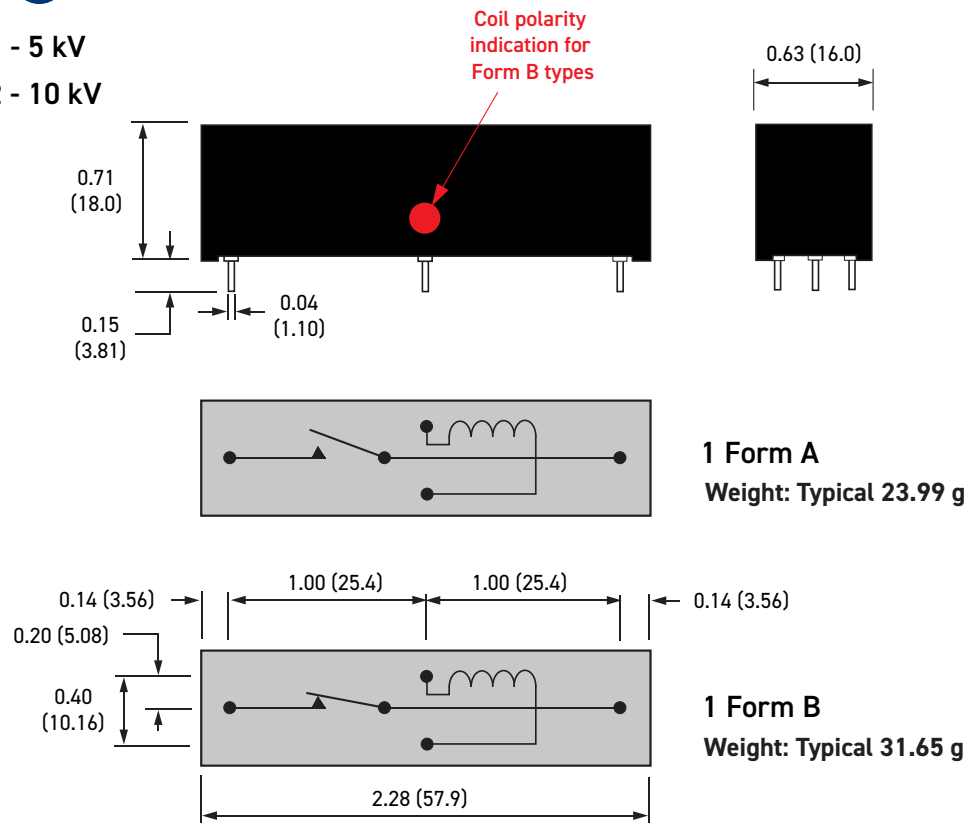 - 5 kV
- 10 kV
Coil polarity
indication for
Form B types
0.63 (16.0)
0.71
(18.0)
0.15
(3.81)
0.04
(1.10)
1 Form A
Weight: Typical 23.99 g
0.14 (3.56)
1.00 (25.4)
1.00 (25.4)
0.14 (3.56)
0.20 (5.08)
0.40
(10.16)
1 Form B
Weight: Typical 31.65 g
2.28 (57.9)